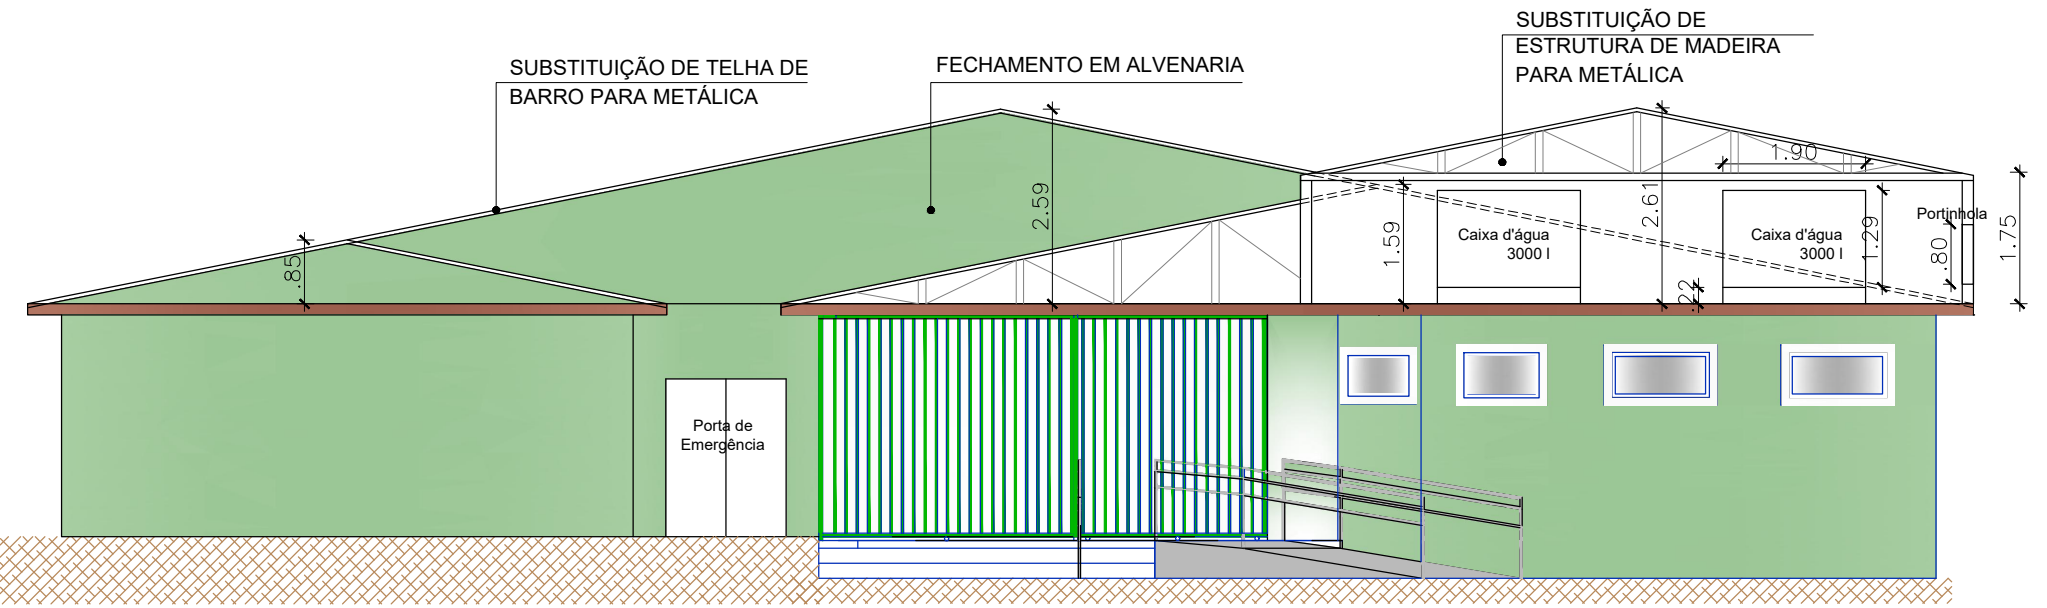 SUBSTITUIÇÃO DE
ESTRUTURA DE MADEIRA
PARA METÁLICA
FECHAMENTO EM ALVENARIA
SUBSTITUIÇÃO DE TELHA DE
BARRO PARA METÁLICA
1.90
2.59
2.61
Portinhola
1.59
Caixa d'água
3000 l
Caixa d'água
3000 l
1.29
.80
1.75
.85
.22
Porta de
Emergência